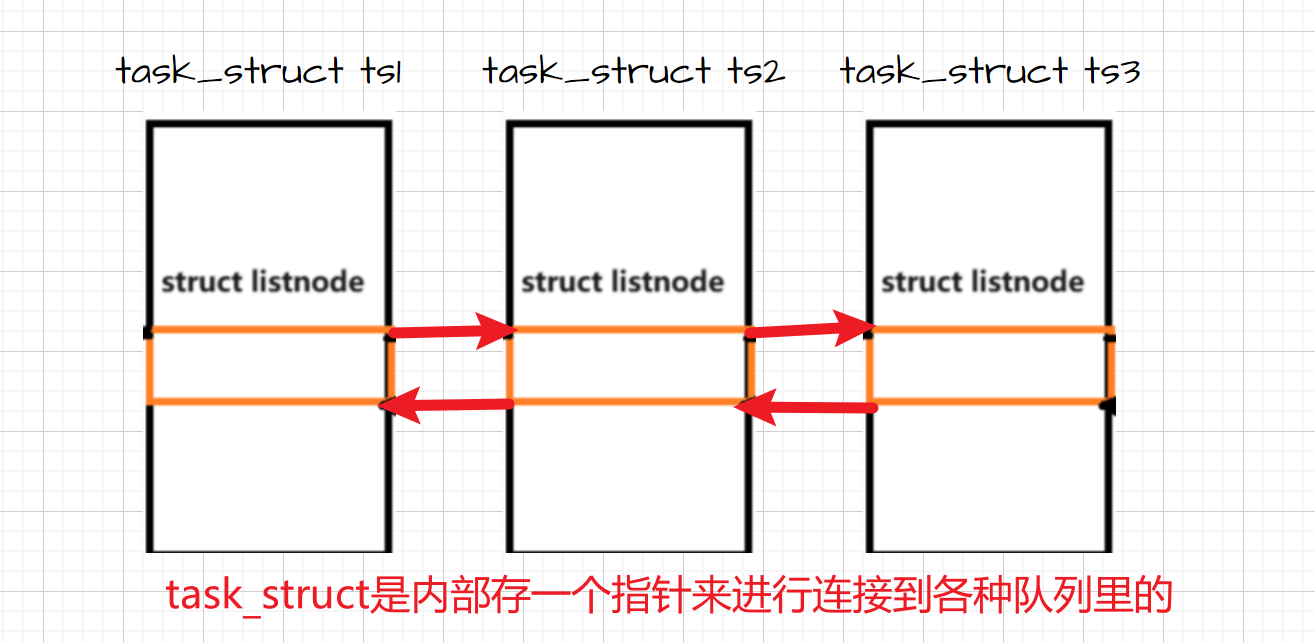 task_struct ts1 task_struct ts2 task_struct ts3
struct listnode struct listnode struct listnode
task_struct是内部存一个指针来进行连接到各种队列里的